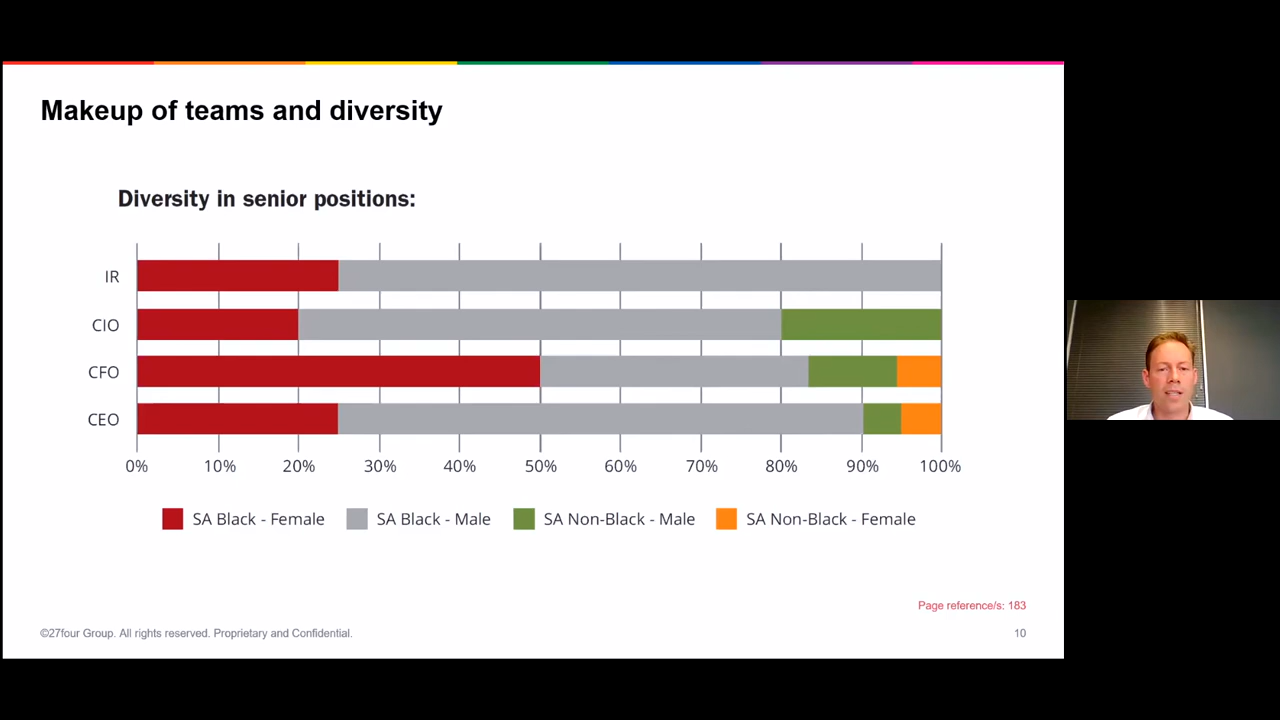 Makeup of teams and diversity
Diversity in senior positions:
IR
CIO
CFO
CEO
0% 10% 20% 30% 40% 50% 60% 70% 80% 90% 100%
SA Black - Female SA Black - Male SA Non-Black - Male SA Non-Black - Female
Page reference/s: 183
©27four Group. All rights reserved. Proprietary and Confidential. 10